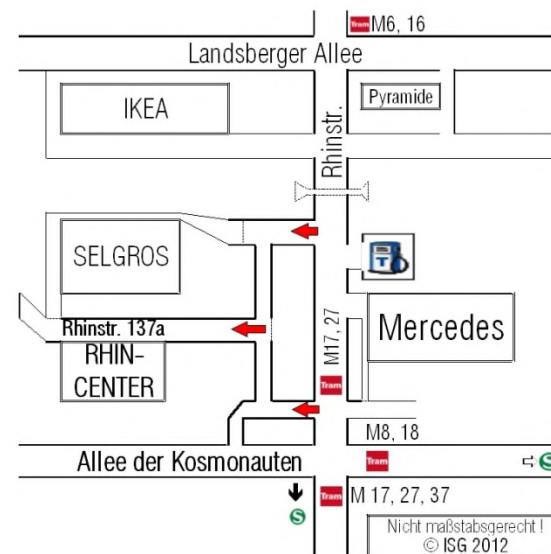 Tram M6, 16
Landsberger Allee
IKEA
Pyramide
Rhinstr.
SELGROS
T
Rhinstr. 137a
RHIN-
CENTER
M17, 27
Mercedes
Tram
M8, 18
Allee der Kosmonauten
Tram
S
S
Tram M 17, 27, 37
Nicht maßstabsgerecht !
© ISG 2012